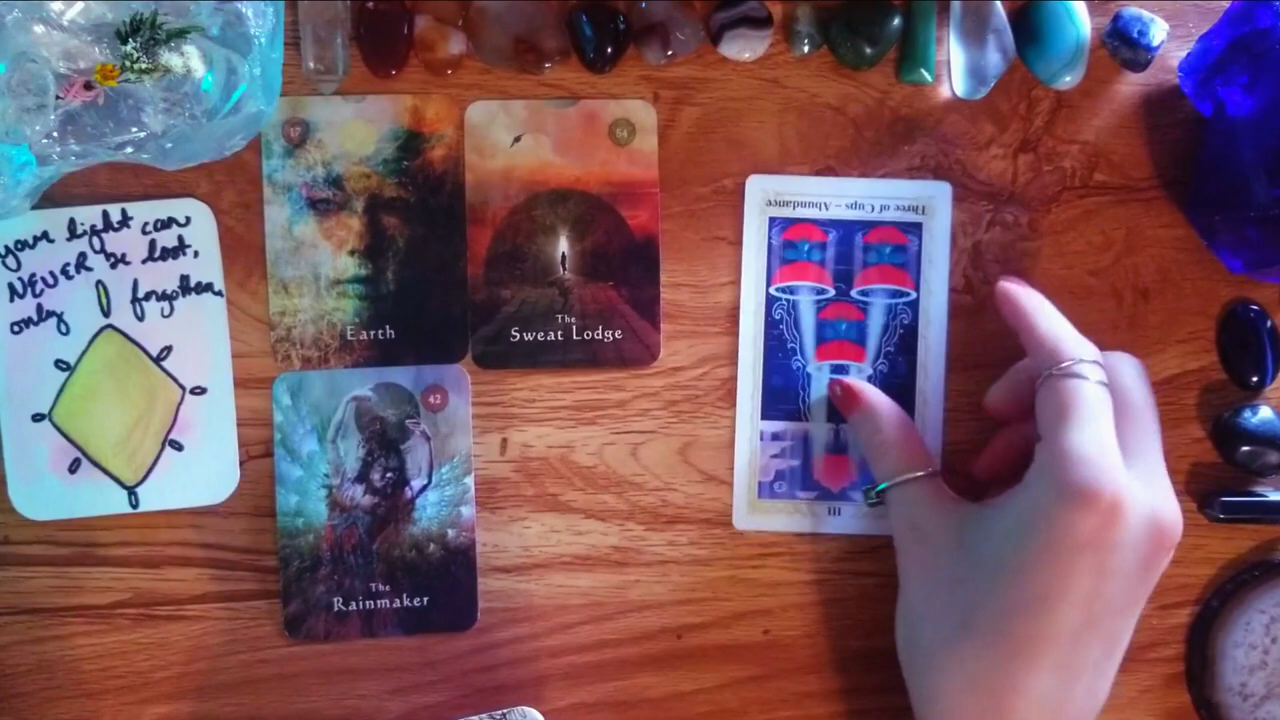 your light can
NEVER be lost,
only forgotten
17
Earth
54
The
Sweat Lodge
42
The
Rainmaker
Three of Cups - Abundance
III